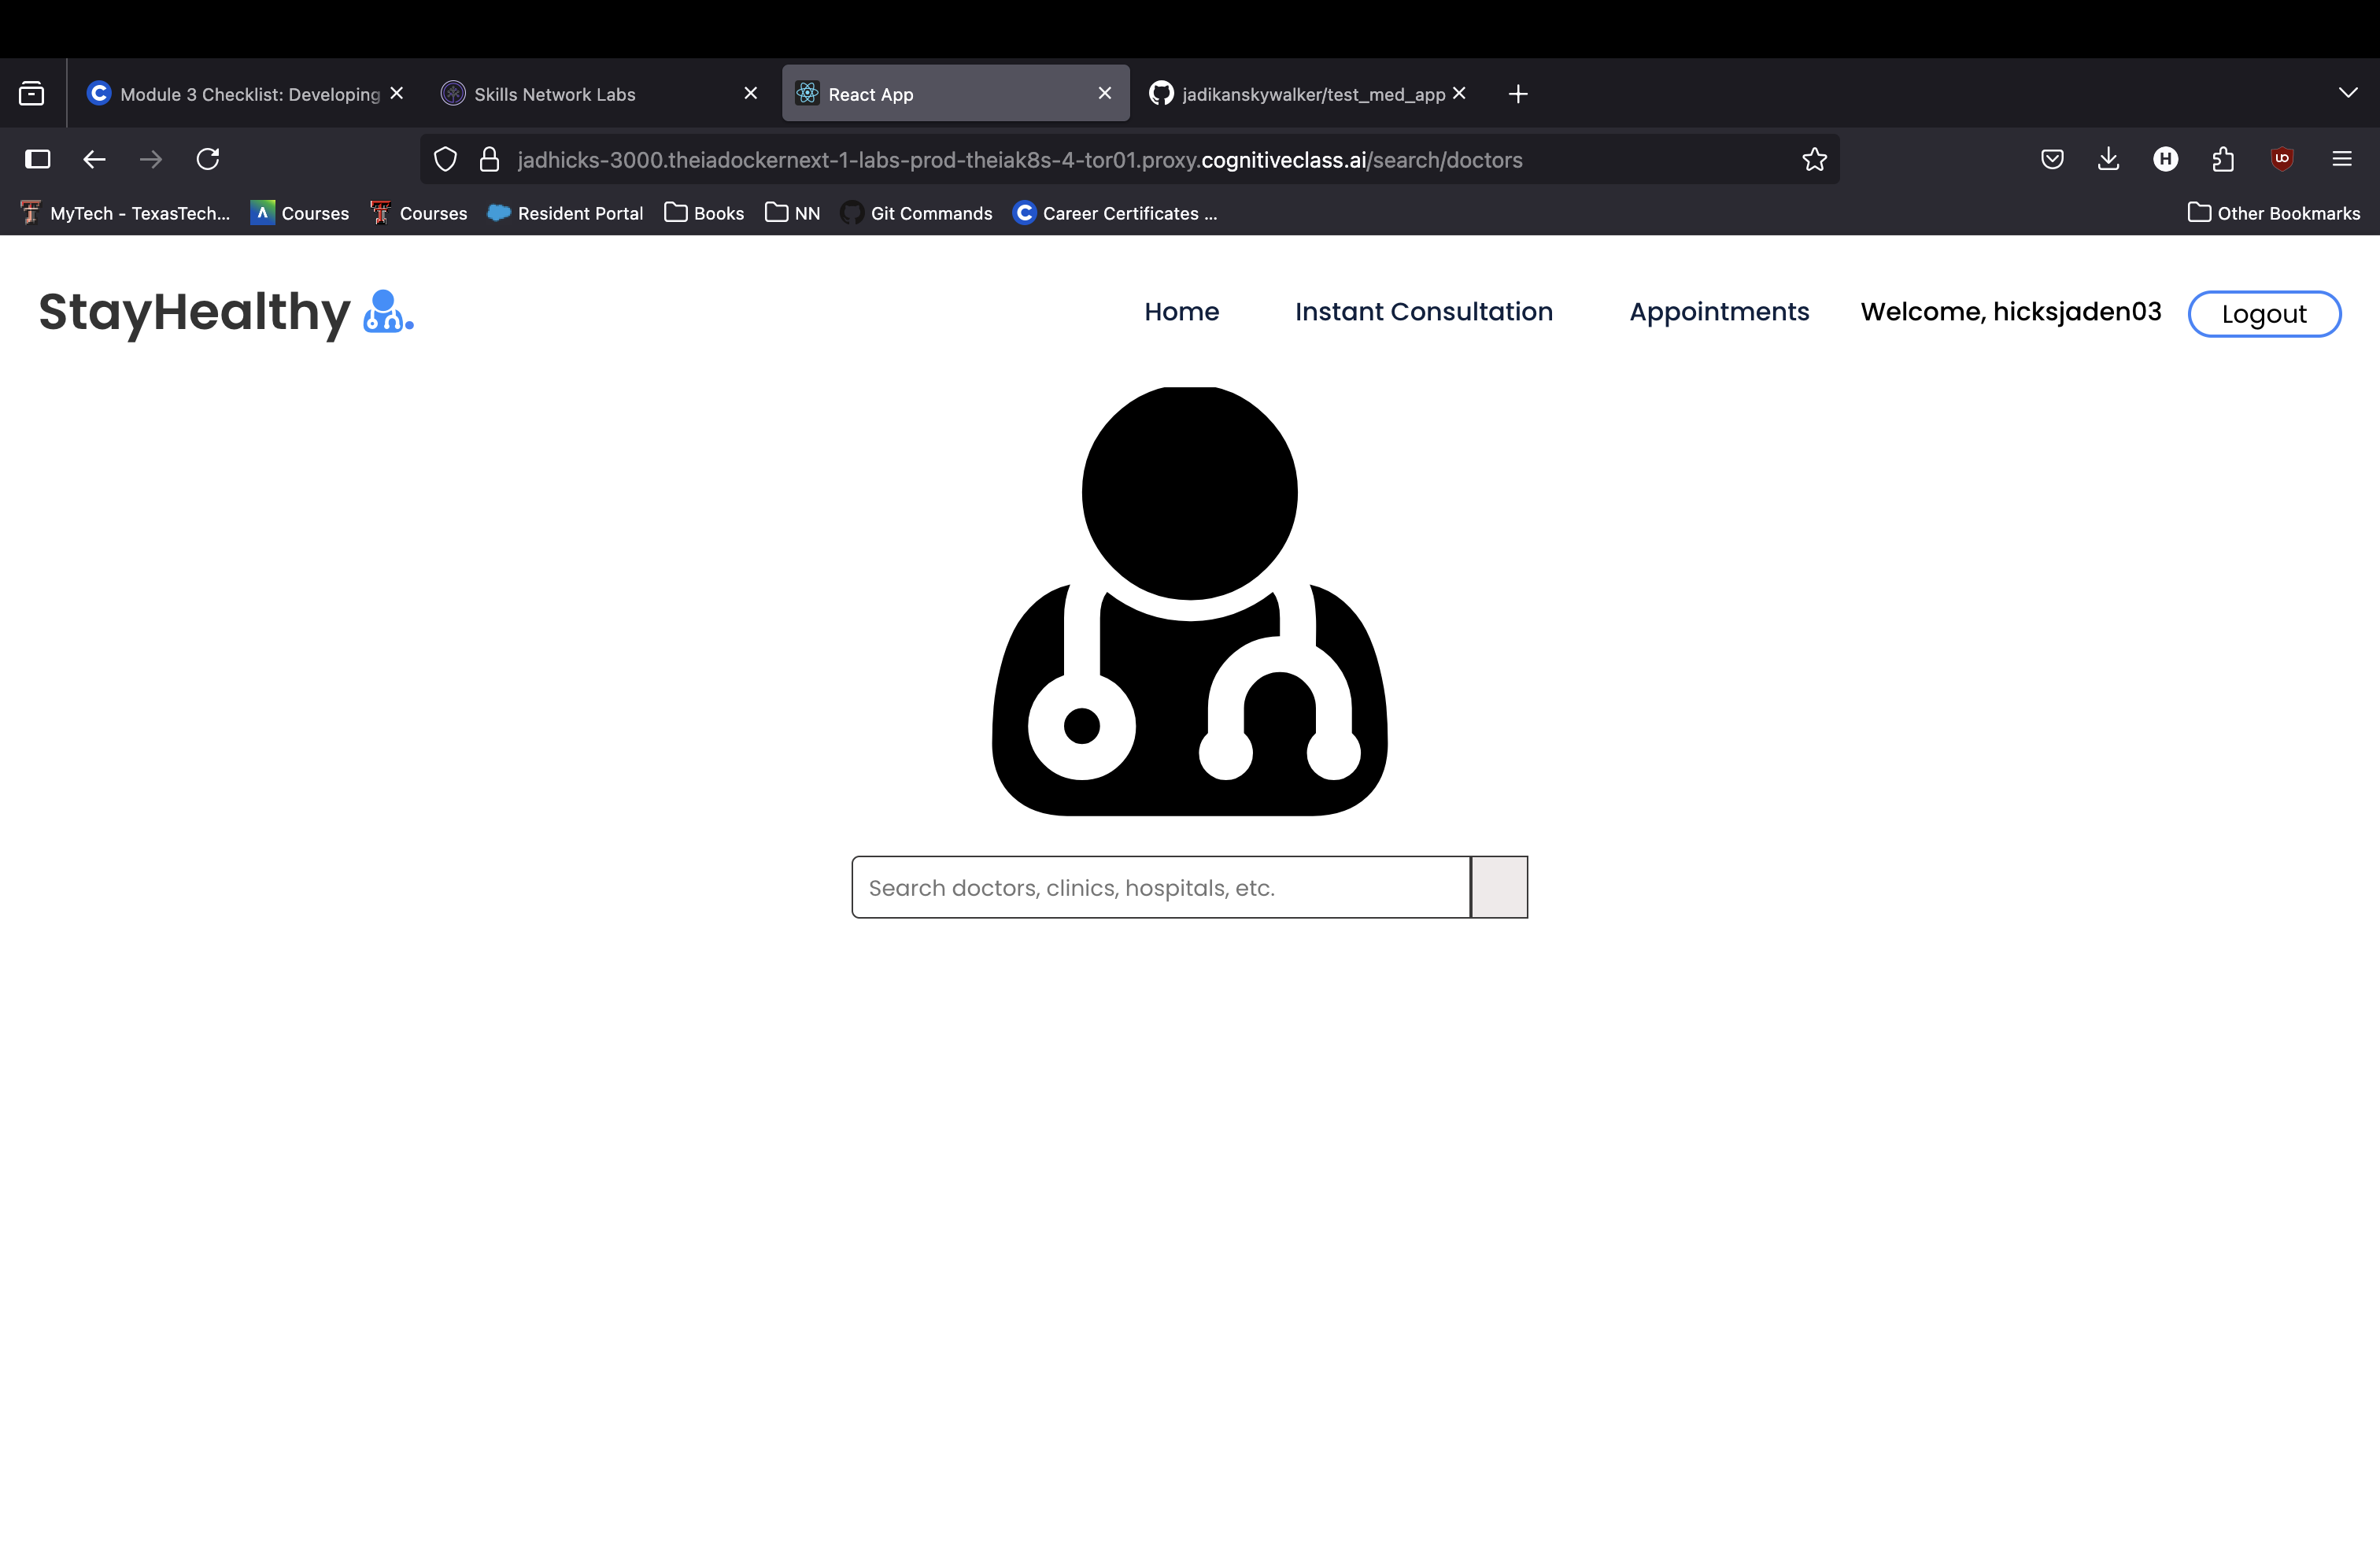 Module 3 Checklist: Developing
Skills Network Labs
React App
jadikanskywalker/test_med_app
jadhicks-3000.theiadockernext-1-labs-prod-theiak8s-4-tor01.proxy.cognitiveclass.ai/search/doctors
MyTech - TexasTech...
Courses
Courses
Resident Portal
Books
NN
Git Commands
Career Certificates ...
Other Bookmarks
StayHealthy
Home
Instant Consultation
Appointments
Welcome, hicksjaden03
Logout
Search doctors, clinics, hospitals, etc.